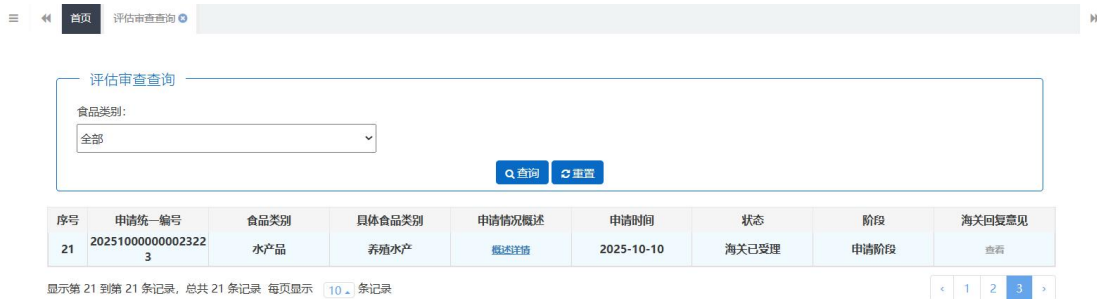 首页 评估审查查询
评估审查查询
食品类别:
全部
查询 重置
序号 申请统一编号 食品类别 具体食品类别 申请情况概述 申请时间 状态 阶段 海关回复意见
21 202510000000023223 水产品 养殖水产 概述详情 2025-10-10 海关已受理 申请阶段 查看
显示第 21 到第 21 条记录，总共 21 条记录 每页显示 10 条记录 ‹ 1 2 3 ›